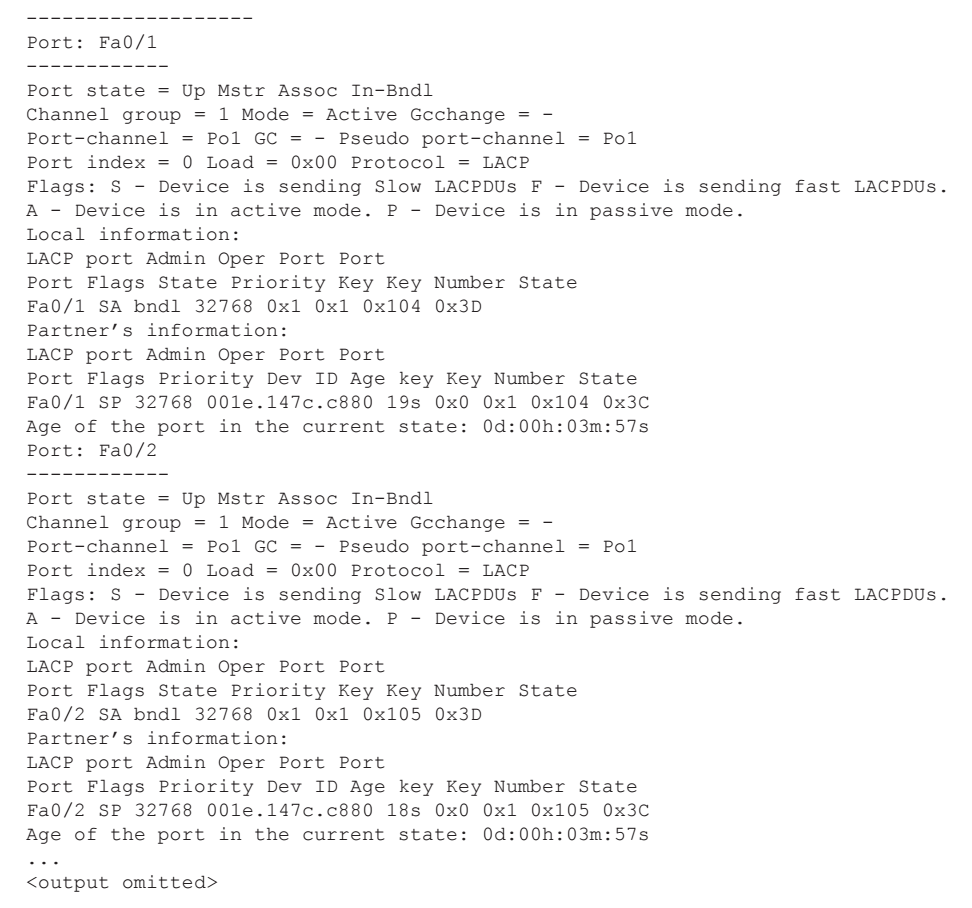 -------------------
Port: Fa0/1
------------
Port state = Up Mstr Assoc In-Bndl
Channel group = 1 Mode = Active Gcchange = -
Port-channel = Po1 GC = - Pseudo port-channel = Po1
Port index = 0 Load = 0x00 Protocol = LACP
Flags: S - Device is sending Slow LACPDUs F - Device is sending fast LACPDUs.
A - Device is in active mode. P - Device is in passive mode.
Local information:
LACP port Admin Oper Port Port
Port Flags State Priority Key Key Number State
Fa0/1 SA bndl 32768 0x1 0x1 0x104 0x3D
Partner’s information:
LACP port Admin Oper Port Port
Port Flags Priority Dev ID Age key Key Number State
Fa0/1 SP 32768 001e.147c.c880 19s 0x0 0x1 0x104 0x3C
Age of the port in the current state: 0d:00h:03m:57s
Port: Fa0/2
------------
Port state = Up Mstr Assoc In-Bndl
Channel group = 1 Mode = Active Gcchange = -
Port-channel = Po1 GC = - Pseudo port-channel = Po1
Port index = 0 Load = 0x00 Protocol = LACP
Flags: S - Device is sending Slow LACPDUs F - Device is sending fast LACPDUs.
A - Device is in active mode. P - Device is in passive mode.
Local information:
LACP port Admin Oper Port Port
Port Flags State Priority Key Key Number State
Fa0/2 SA bndl 32768 0x1 0x1 0x105 0x3D
Partner’s information:
LACP port Admin Oper Port Port
Port Flags Priority Dev ID Age key Key Number State
Fa0/2 SP 32768 001e.147c.c880 18s 0x0 0x1 0x105 0x3C
Age of the port in the current state: 0d:00h:03m:57s
...
<output omitted>